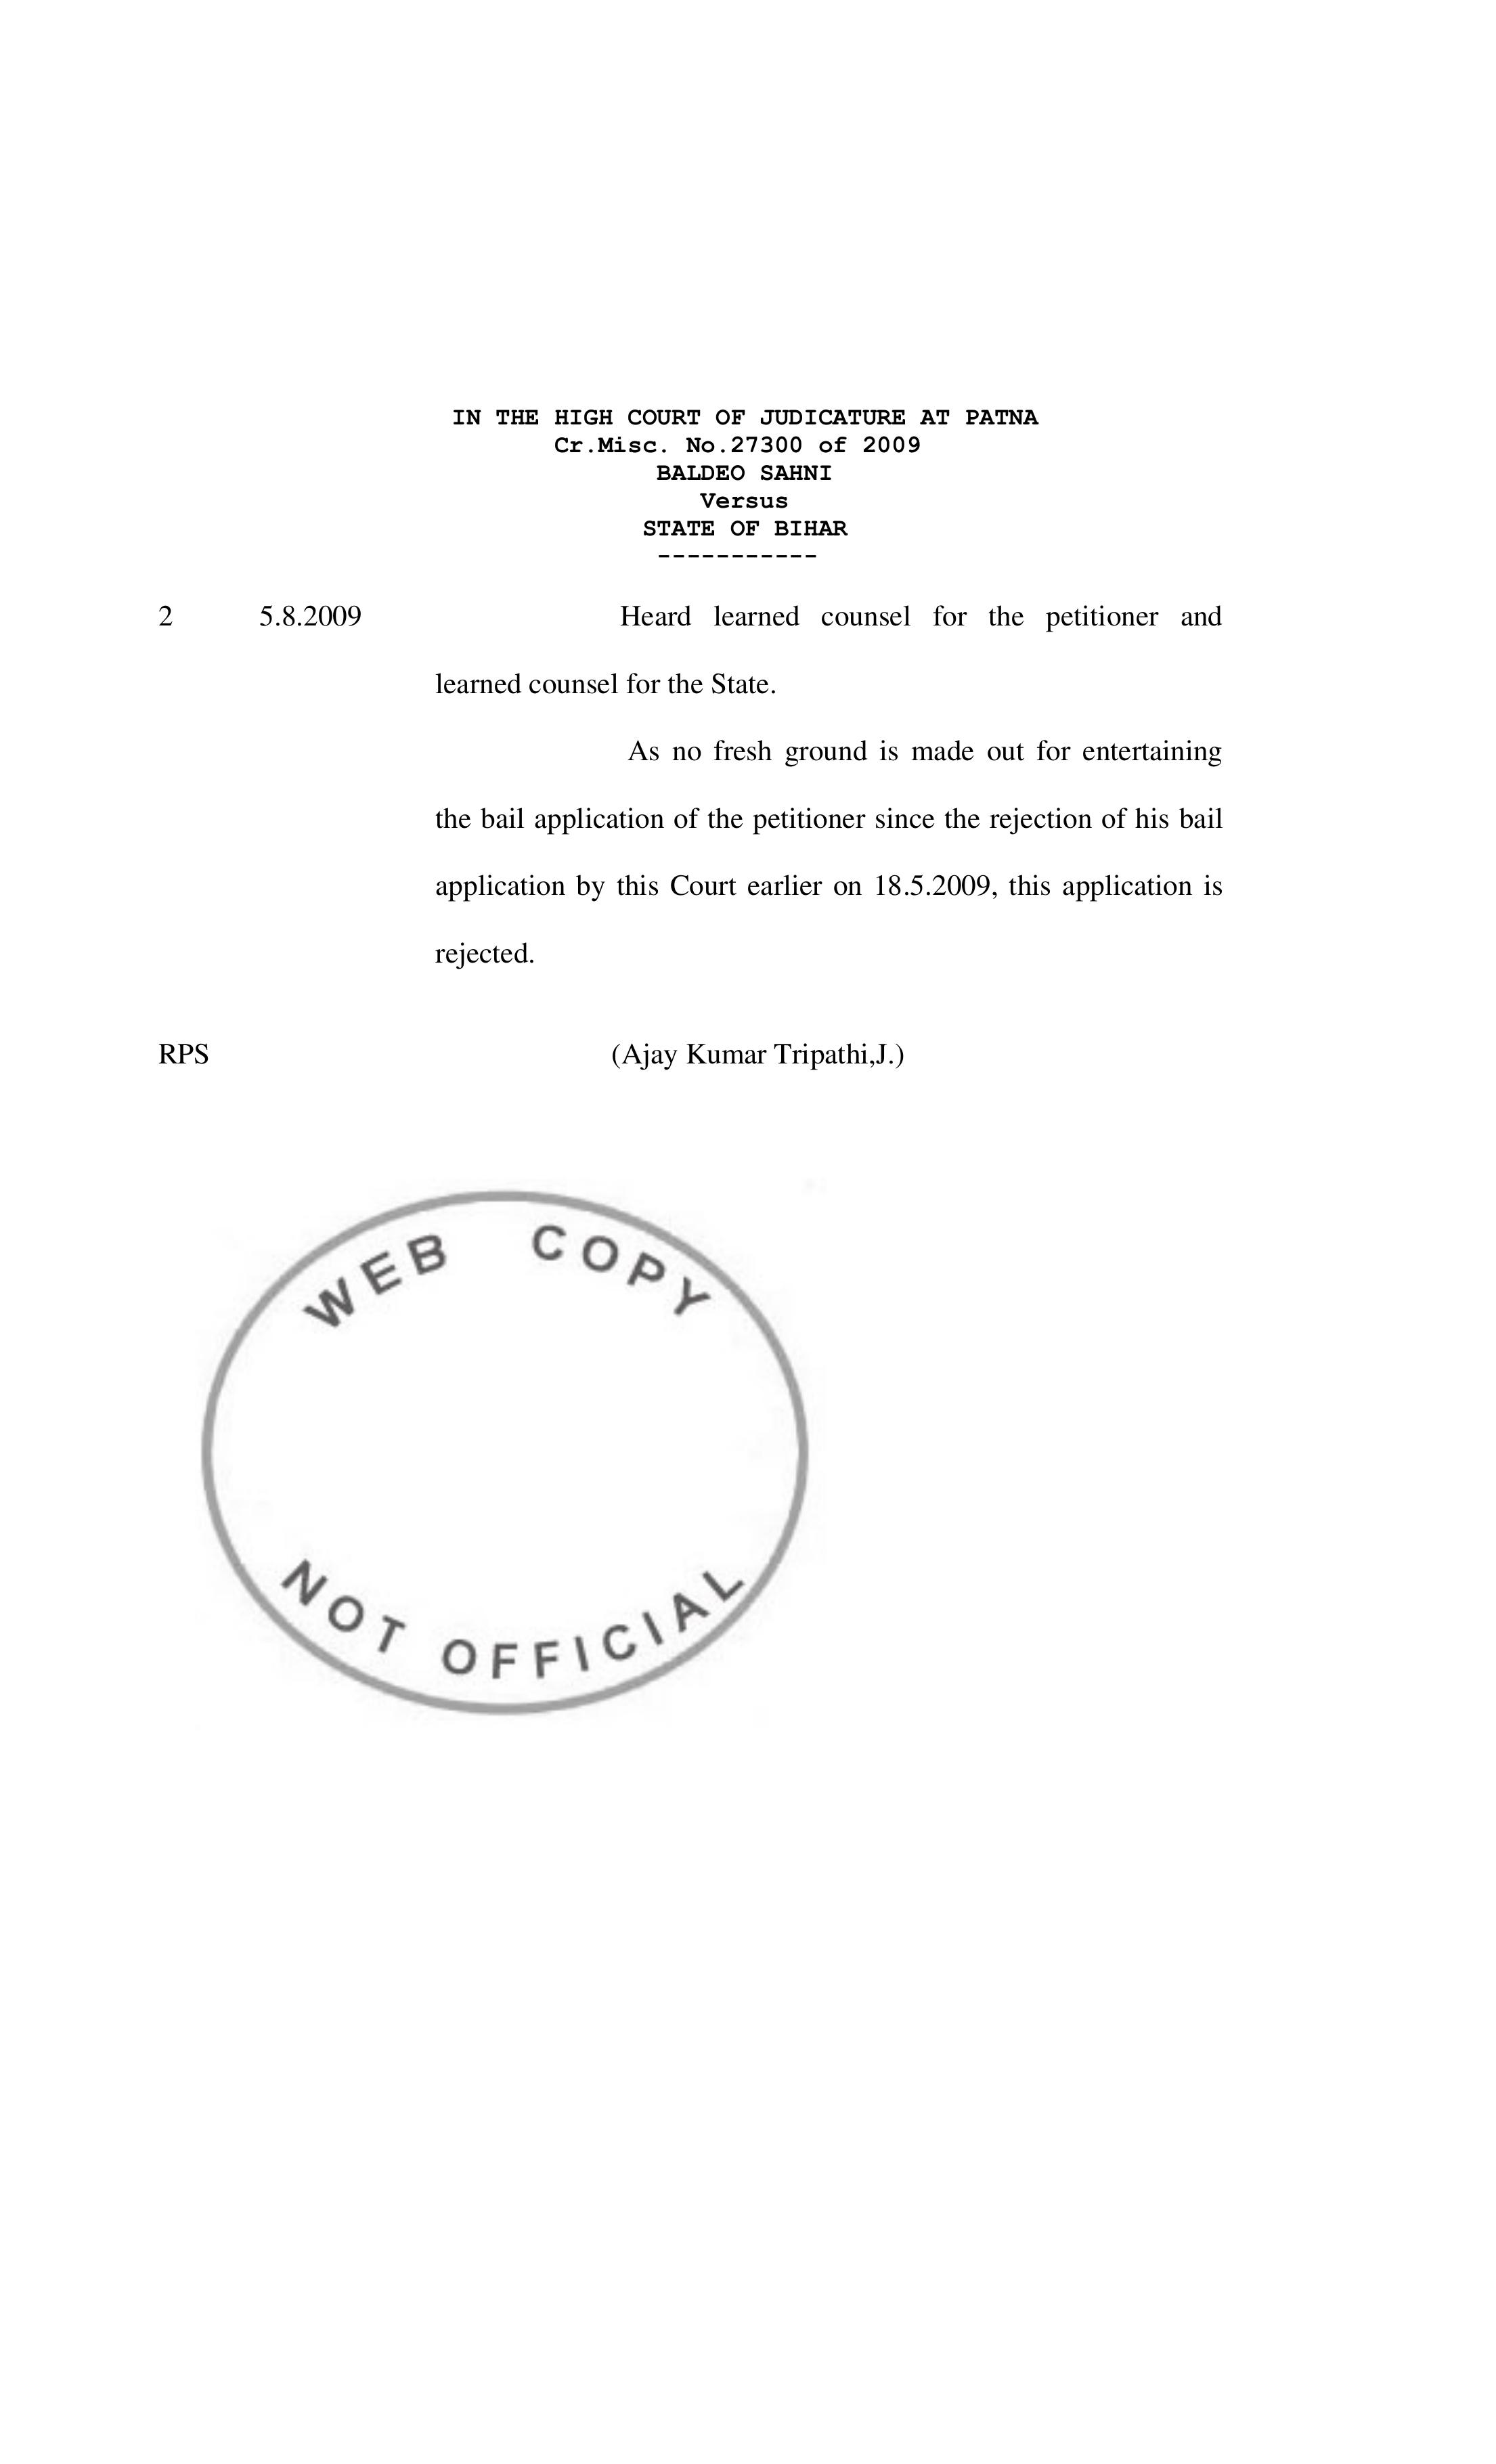 IN THE HIGH COURT OF JUDICATURE AT PATNA
Cr.Misc. No.27300 of 2009
BALDEO SAHNI
Versus
STATE OF BIHAR
-----------
2 5.8.2009 Heard learned counsel for the petitioner and
learned counsel for the State.
As no fresh ground is made out for entertaining
the bail application of the petitioner since the rejection of his bail
application by this Court earlier on 18.5.2009, this application is
rejected.
RPS (Ajay Kumar Tripathi,J.)
WEB COPY
NOT OFFICIAL